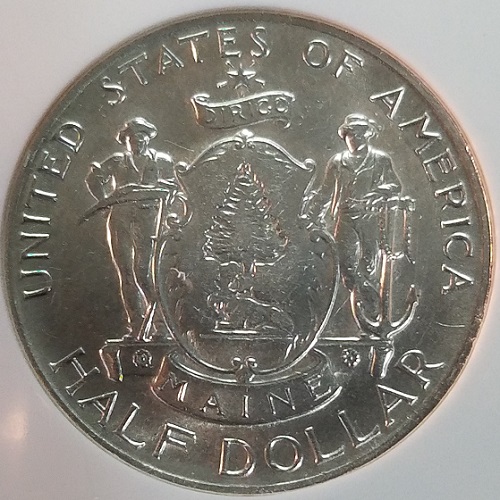 UNITED STATES OF AMERICA
DIRIGO
MAINE
HALF DOLLAR